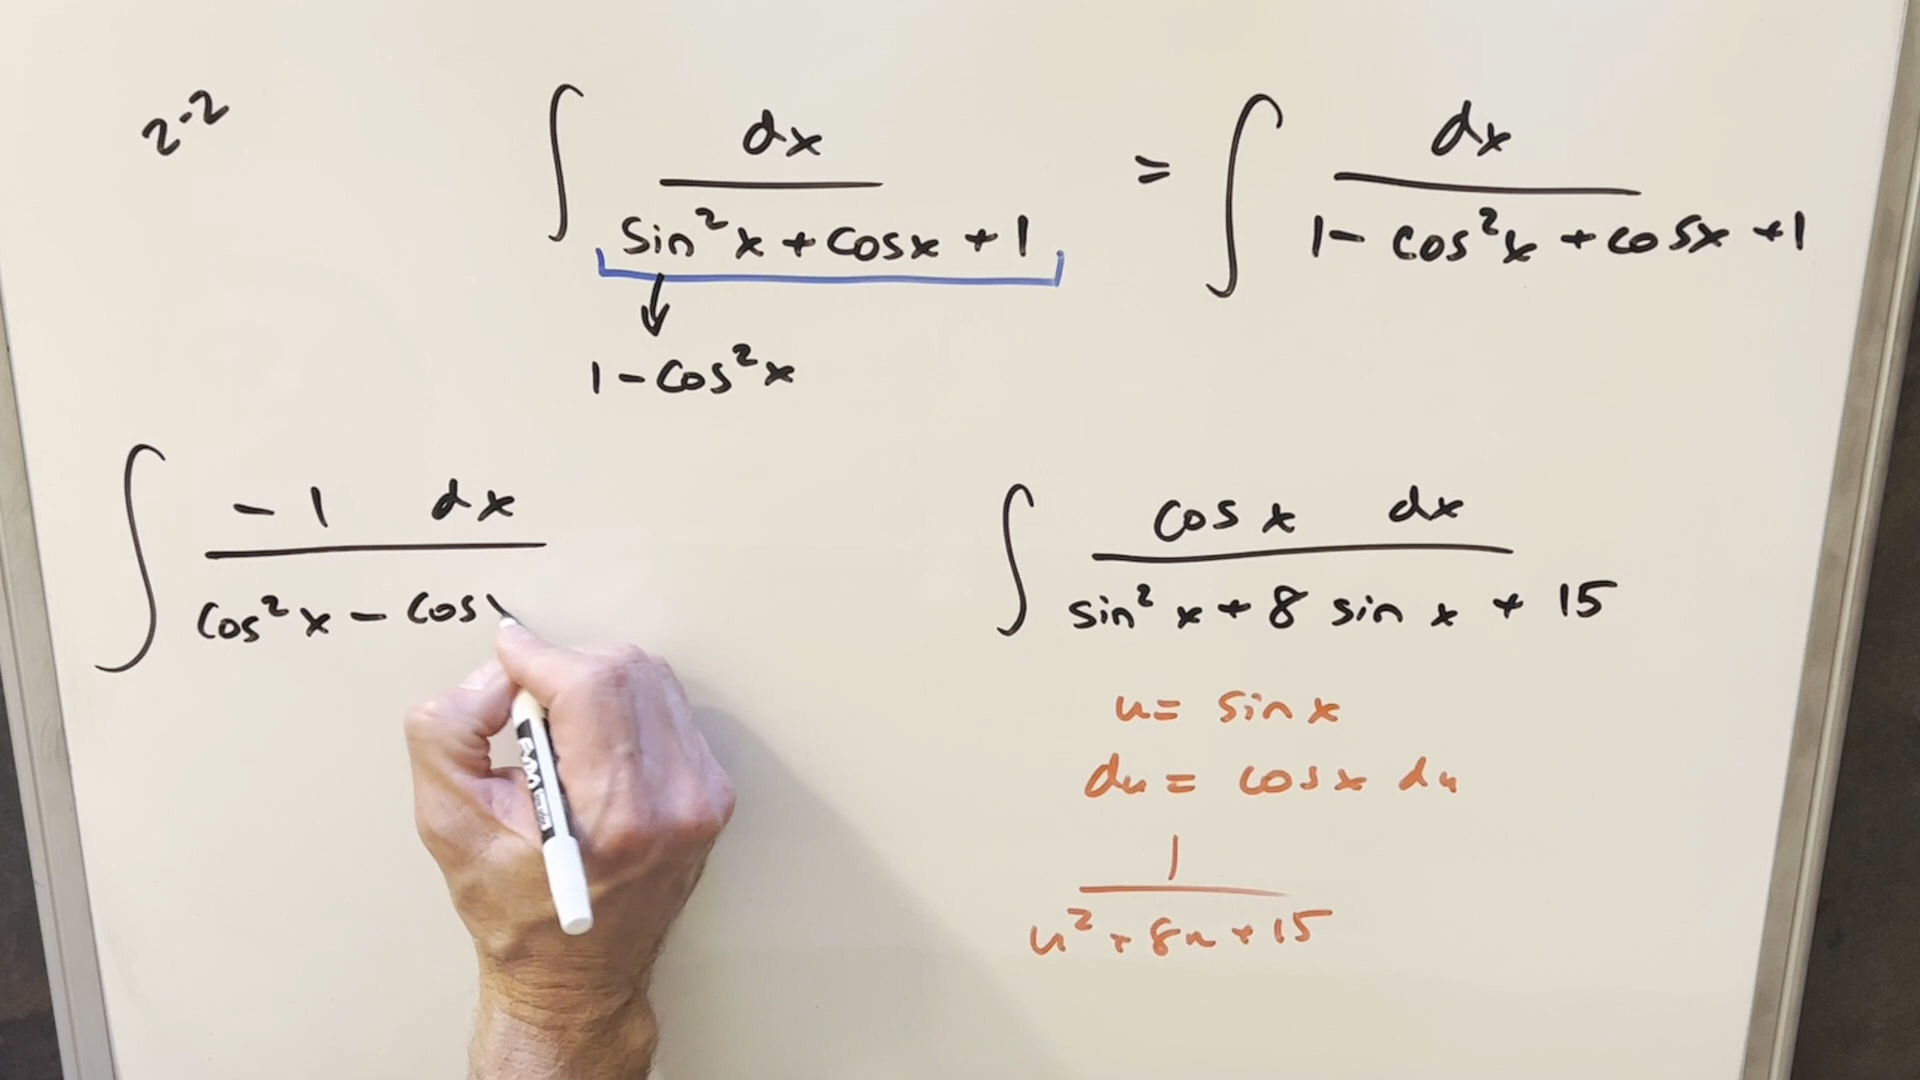 2-2
∫ dx / (sin²x + cosx + 1) = ∫ dx / (1 - cos²x + cosx + 1)
↓
1 - cos²x
∫ -1 dx / (cos²x - cos
∫ cos x dx / (sin² x + 8 sin x + 15)
u = sin x
du = cosx du
1 / (u² + 8u + 15)